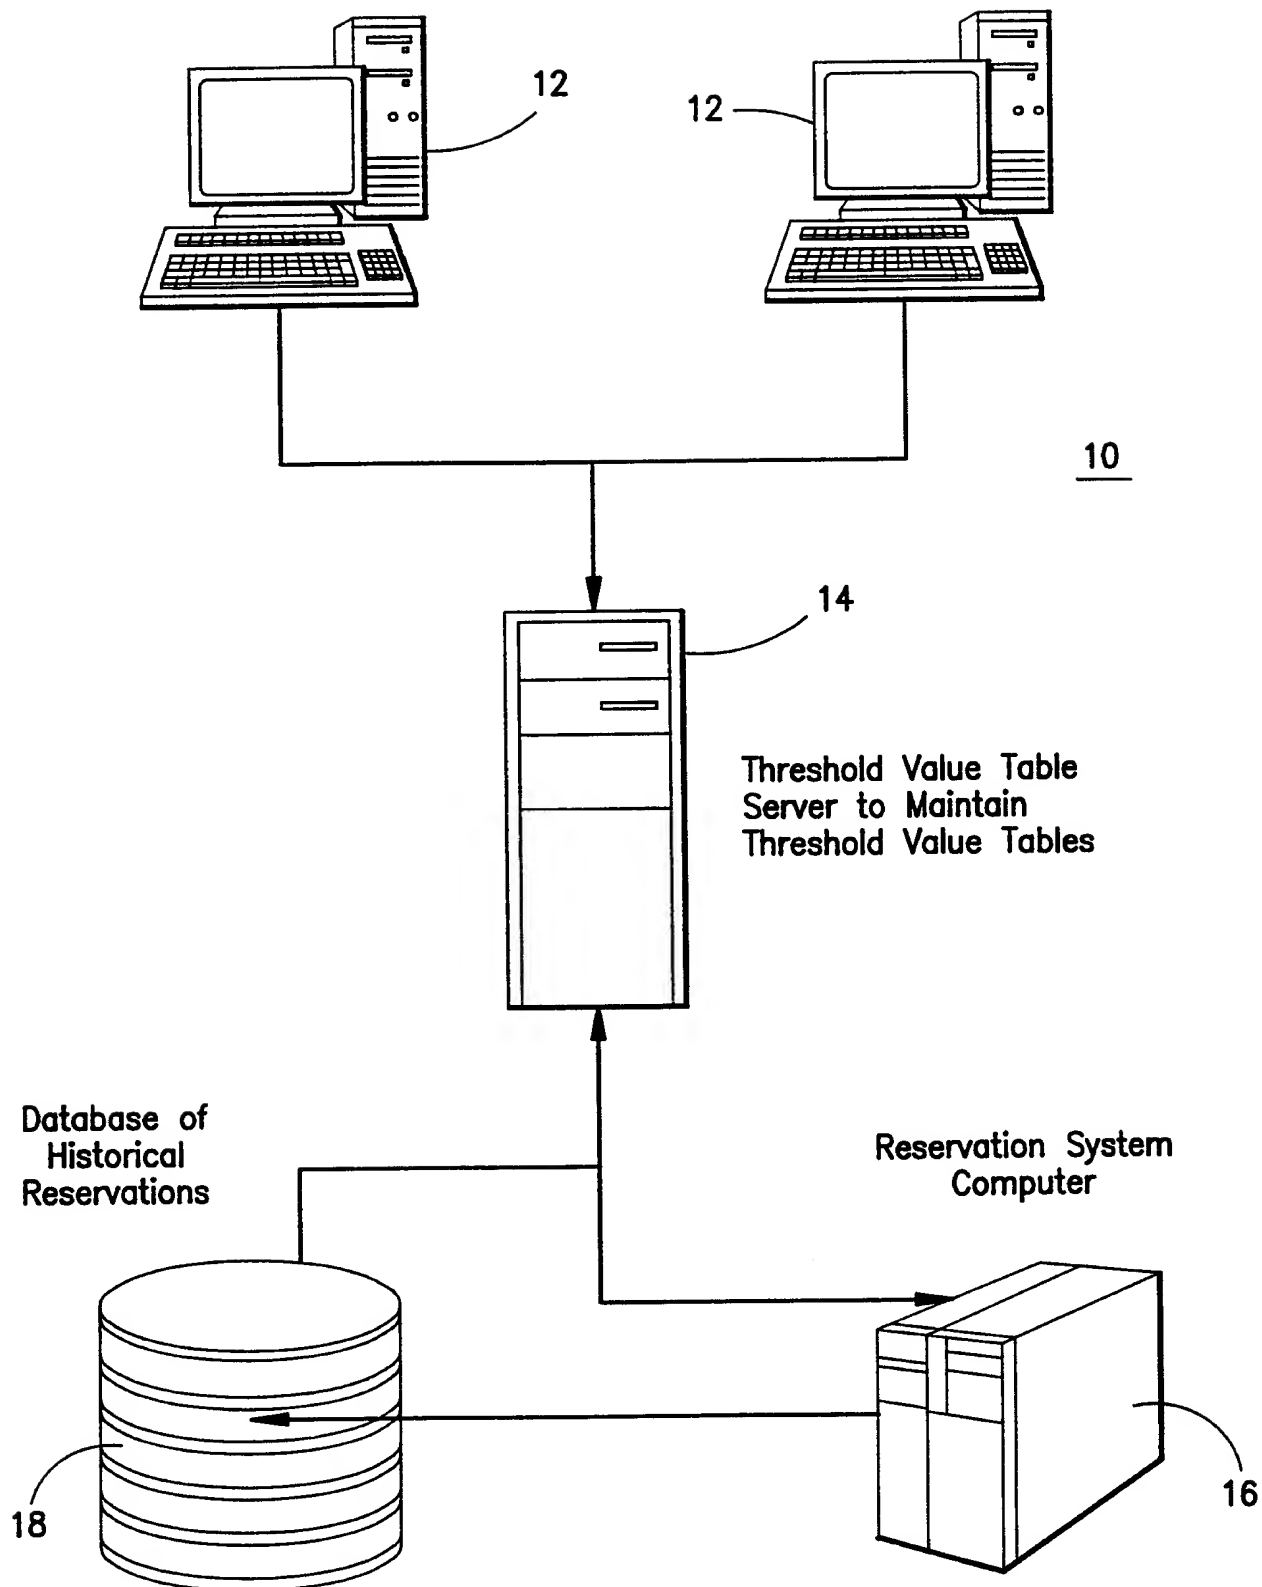 12
12
10
14
Threshold Value Table
Server to Maintain
Threshold Value Tables
Database of
Historical
Reservations
Reservation System
Computer
18
16